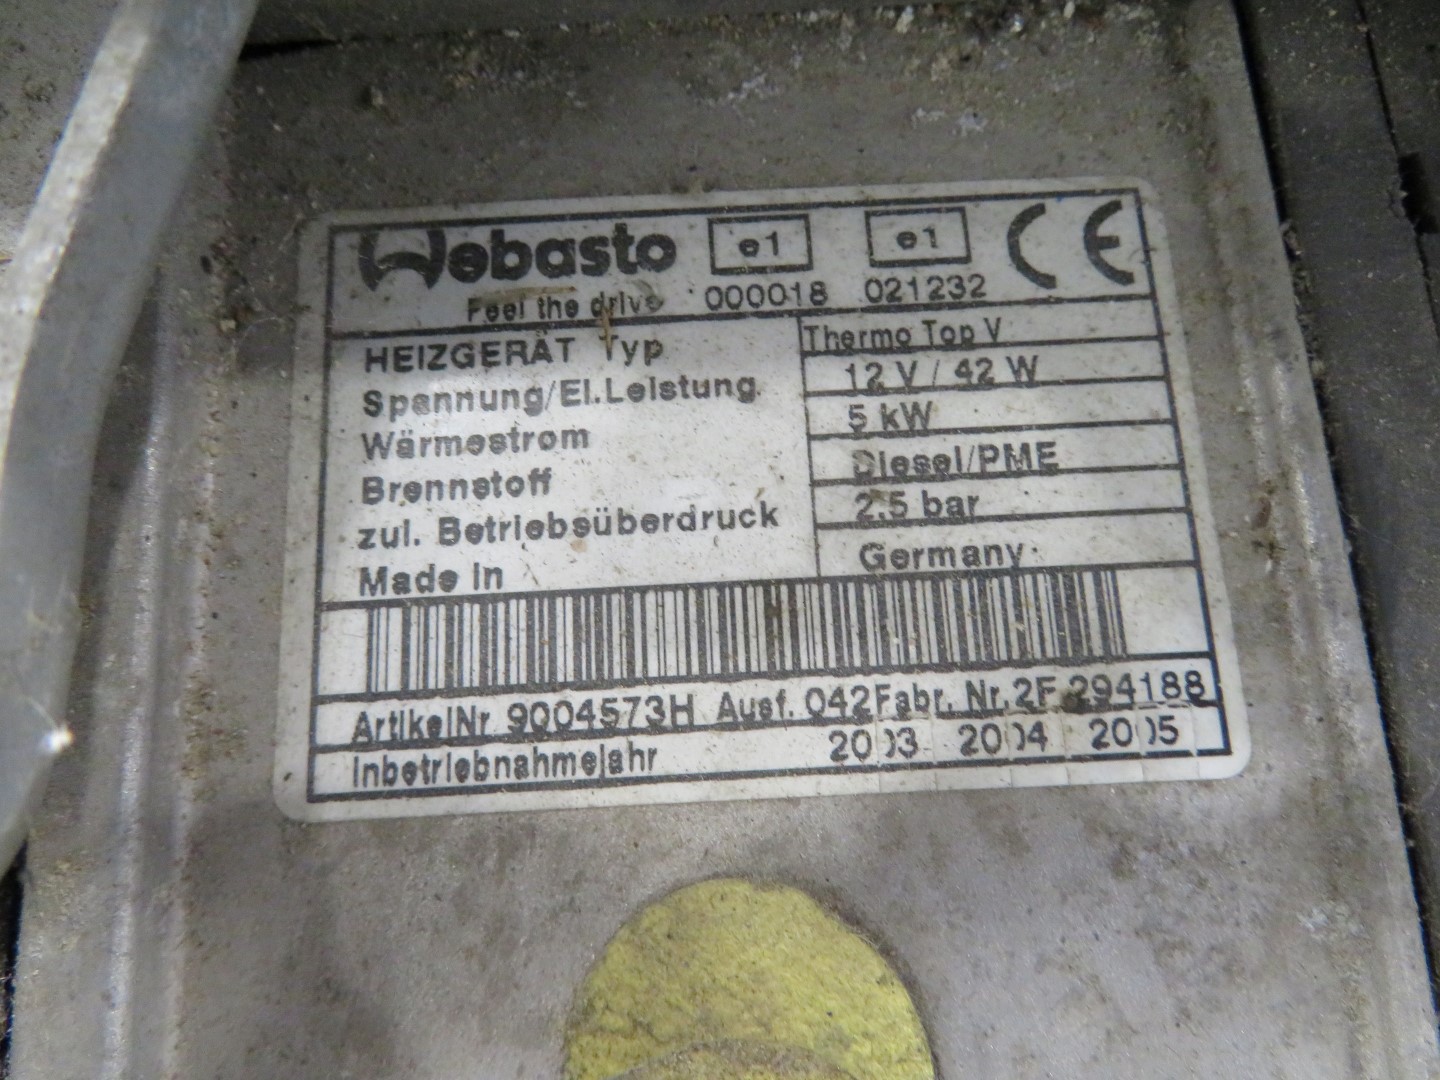 Webasto e1 e1 CE
Feel the drive 000018 021232
HEIZGERÄT Typ Thermo Top V
Spannung/El.Leistung 12 V / 42 W
Wärmestrom 5 kW
Brennstoff Diesel/PME
zul. Betriebsüberdruck 2.5 bar
Made in Germany
ArtikelNr 9004573H Ausf. 042 Fabr. Nr. 2F 294188
Inbetriebnahmejahr 2003 2004 2005